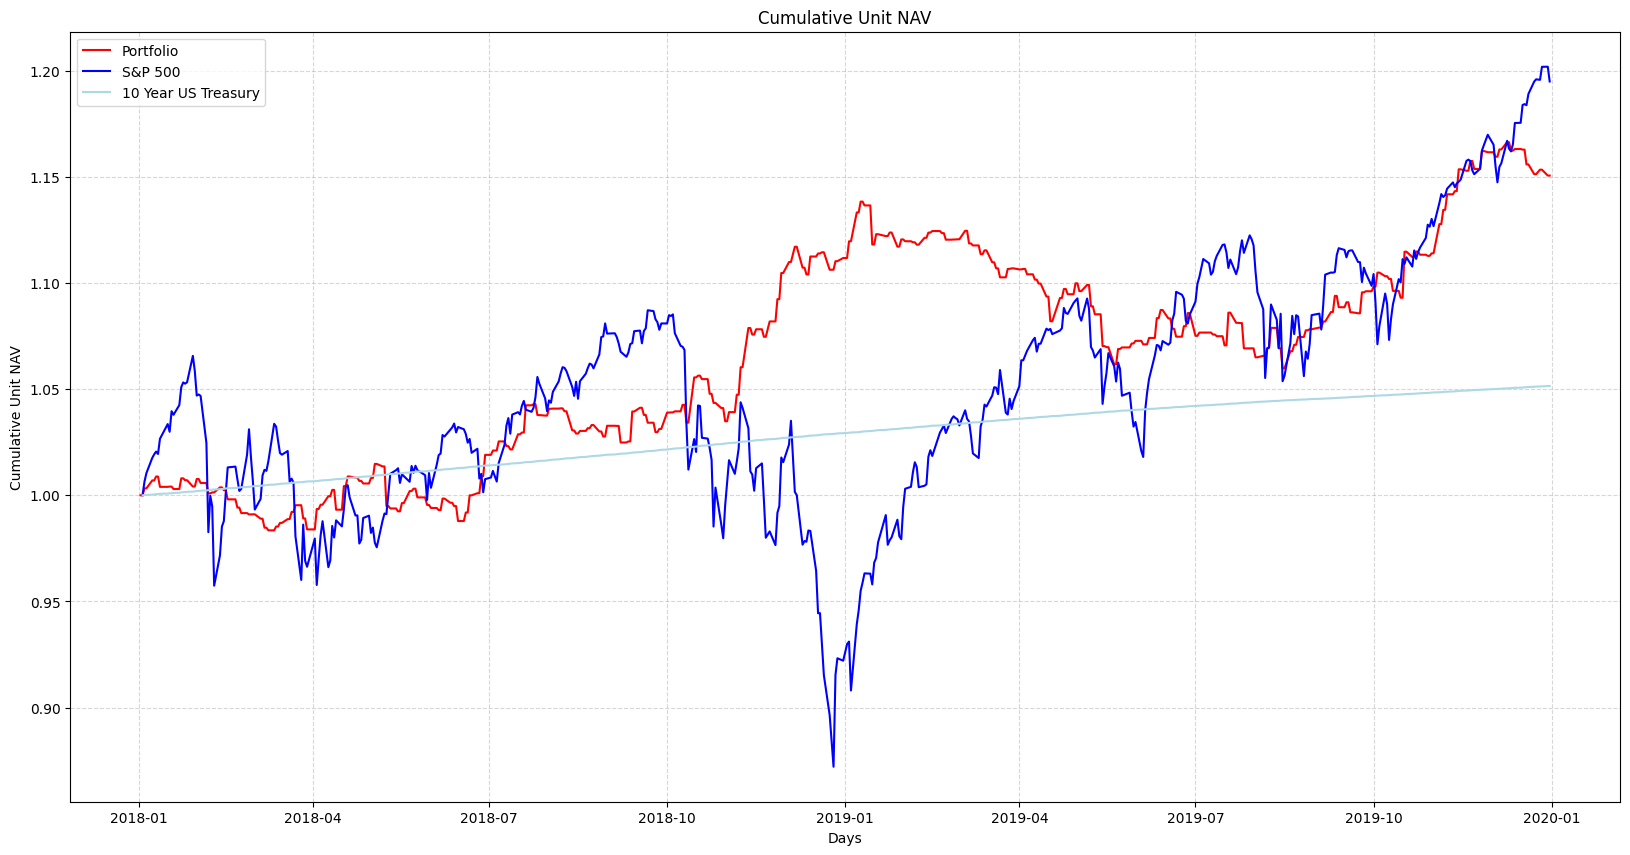 Cumulative Unit NAV
Portfolio
S&P 500
10 Year US Treasury
1.20
1.15
1.10
1.05
1.00
0.95
0.90
Cumulative Unit NAV
2018-01
2018-04
2018-07
2018-10
2019-01
2019-04
2019-07
2019-10
2020-01
Days